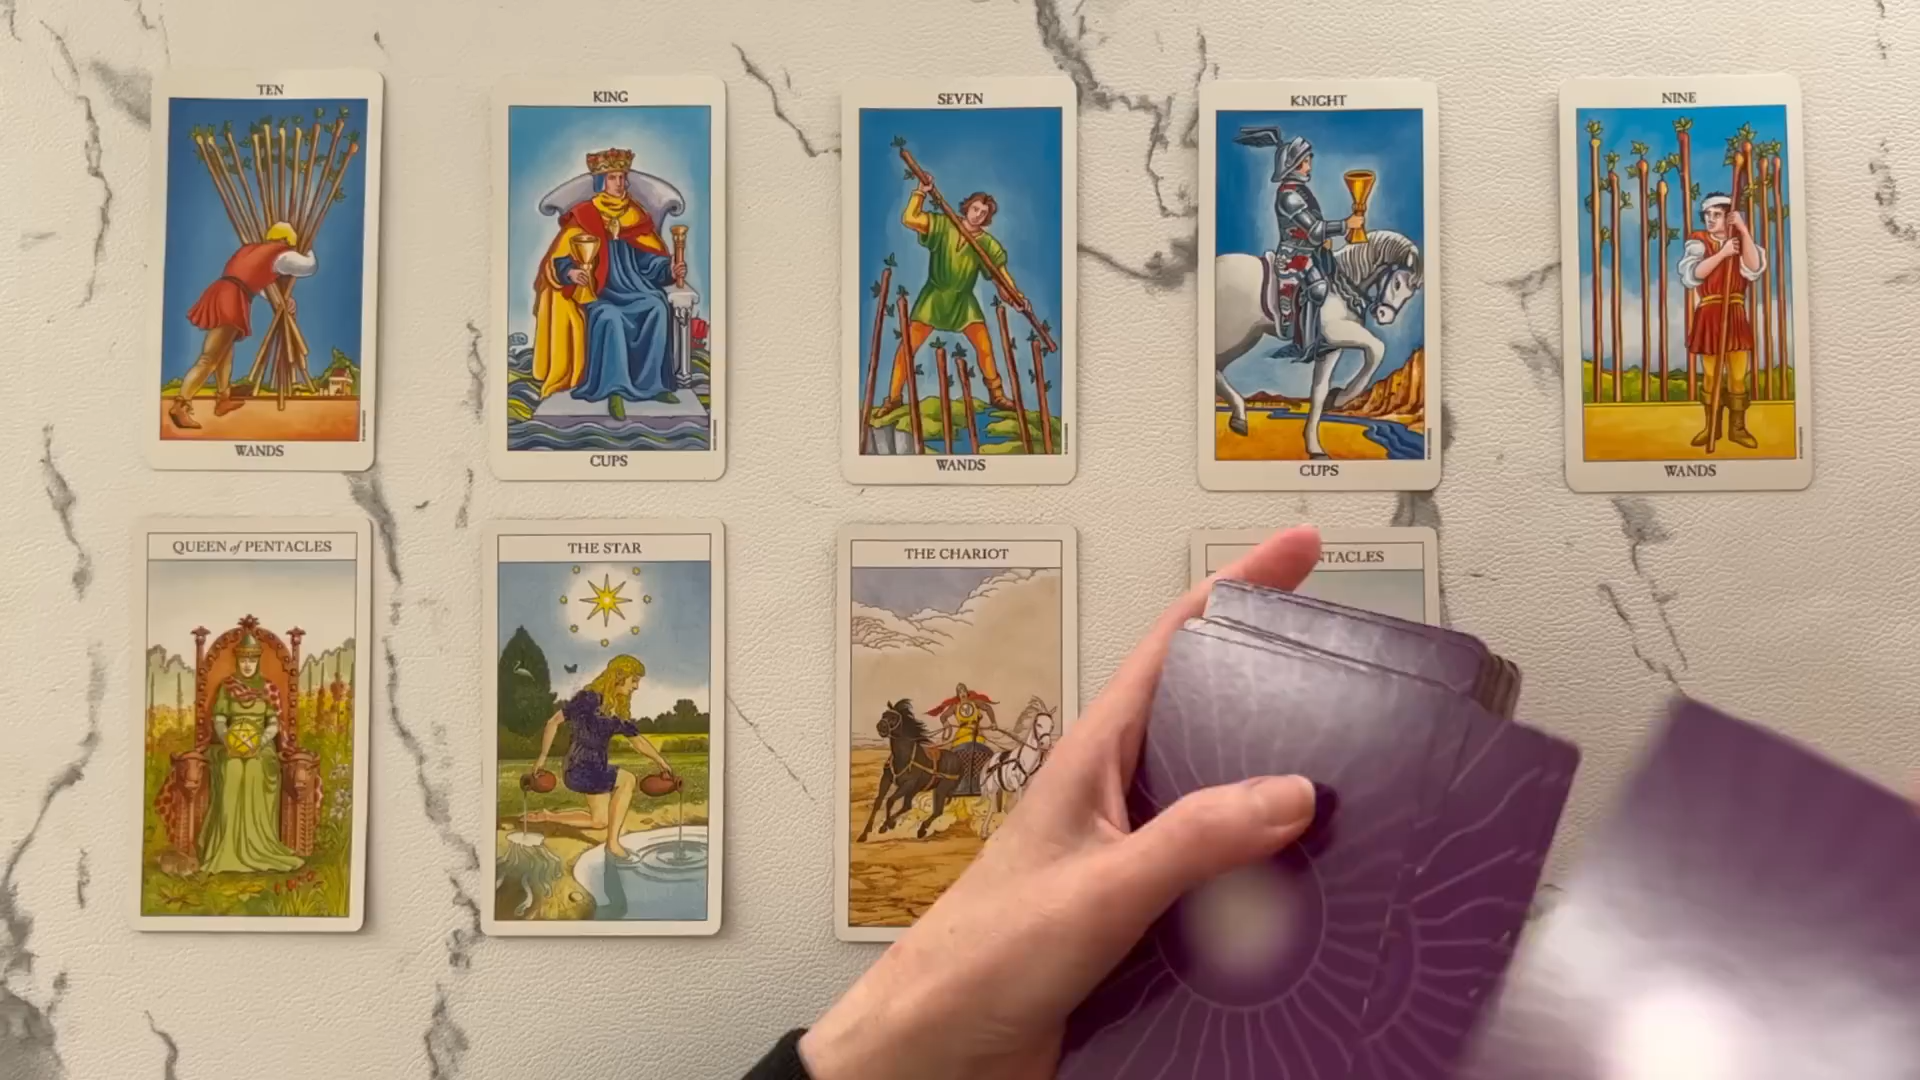 TEN
WANDS
KING
CUPS
SEVEN
WANDS
KNIGHT
CUPS
NINE
WANDS
QUEEN of PENTACLES
THE STAR
THE CHARIOT